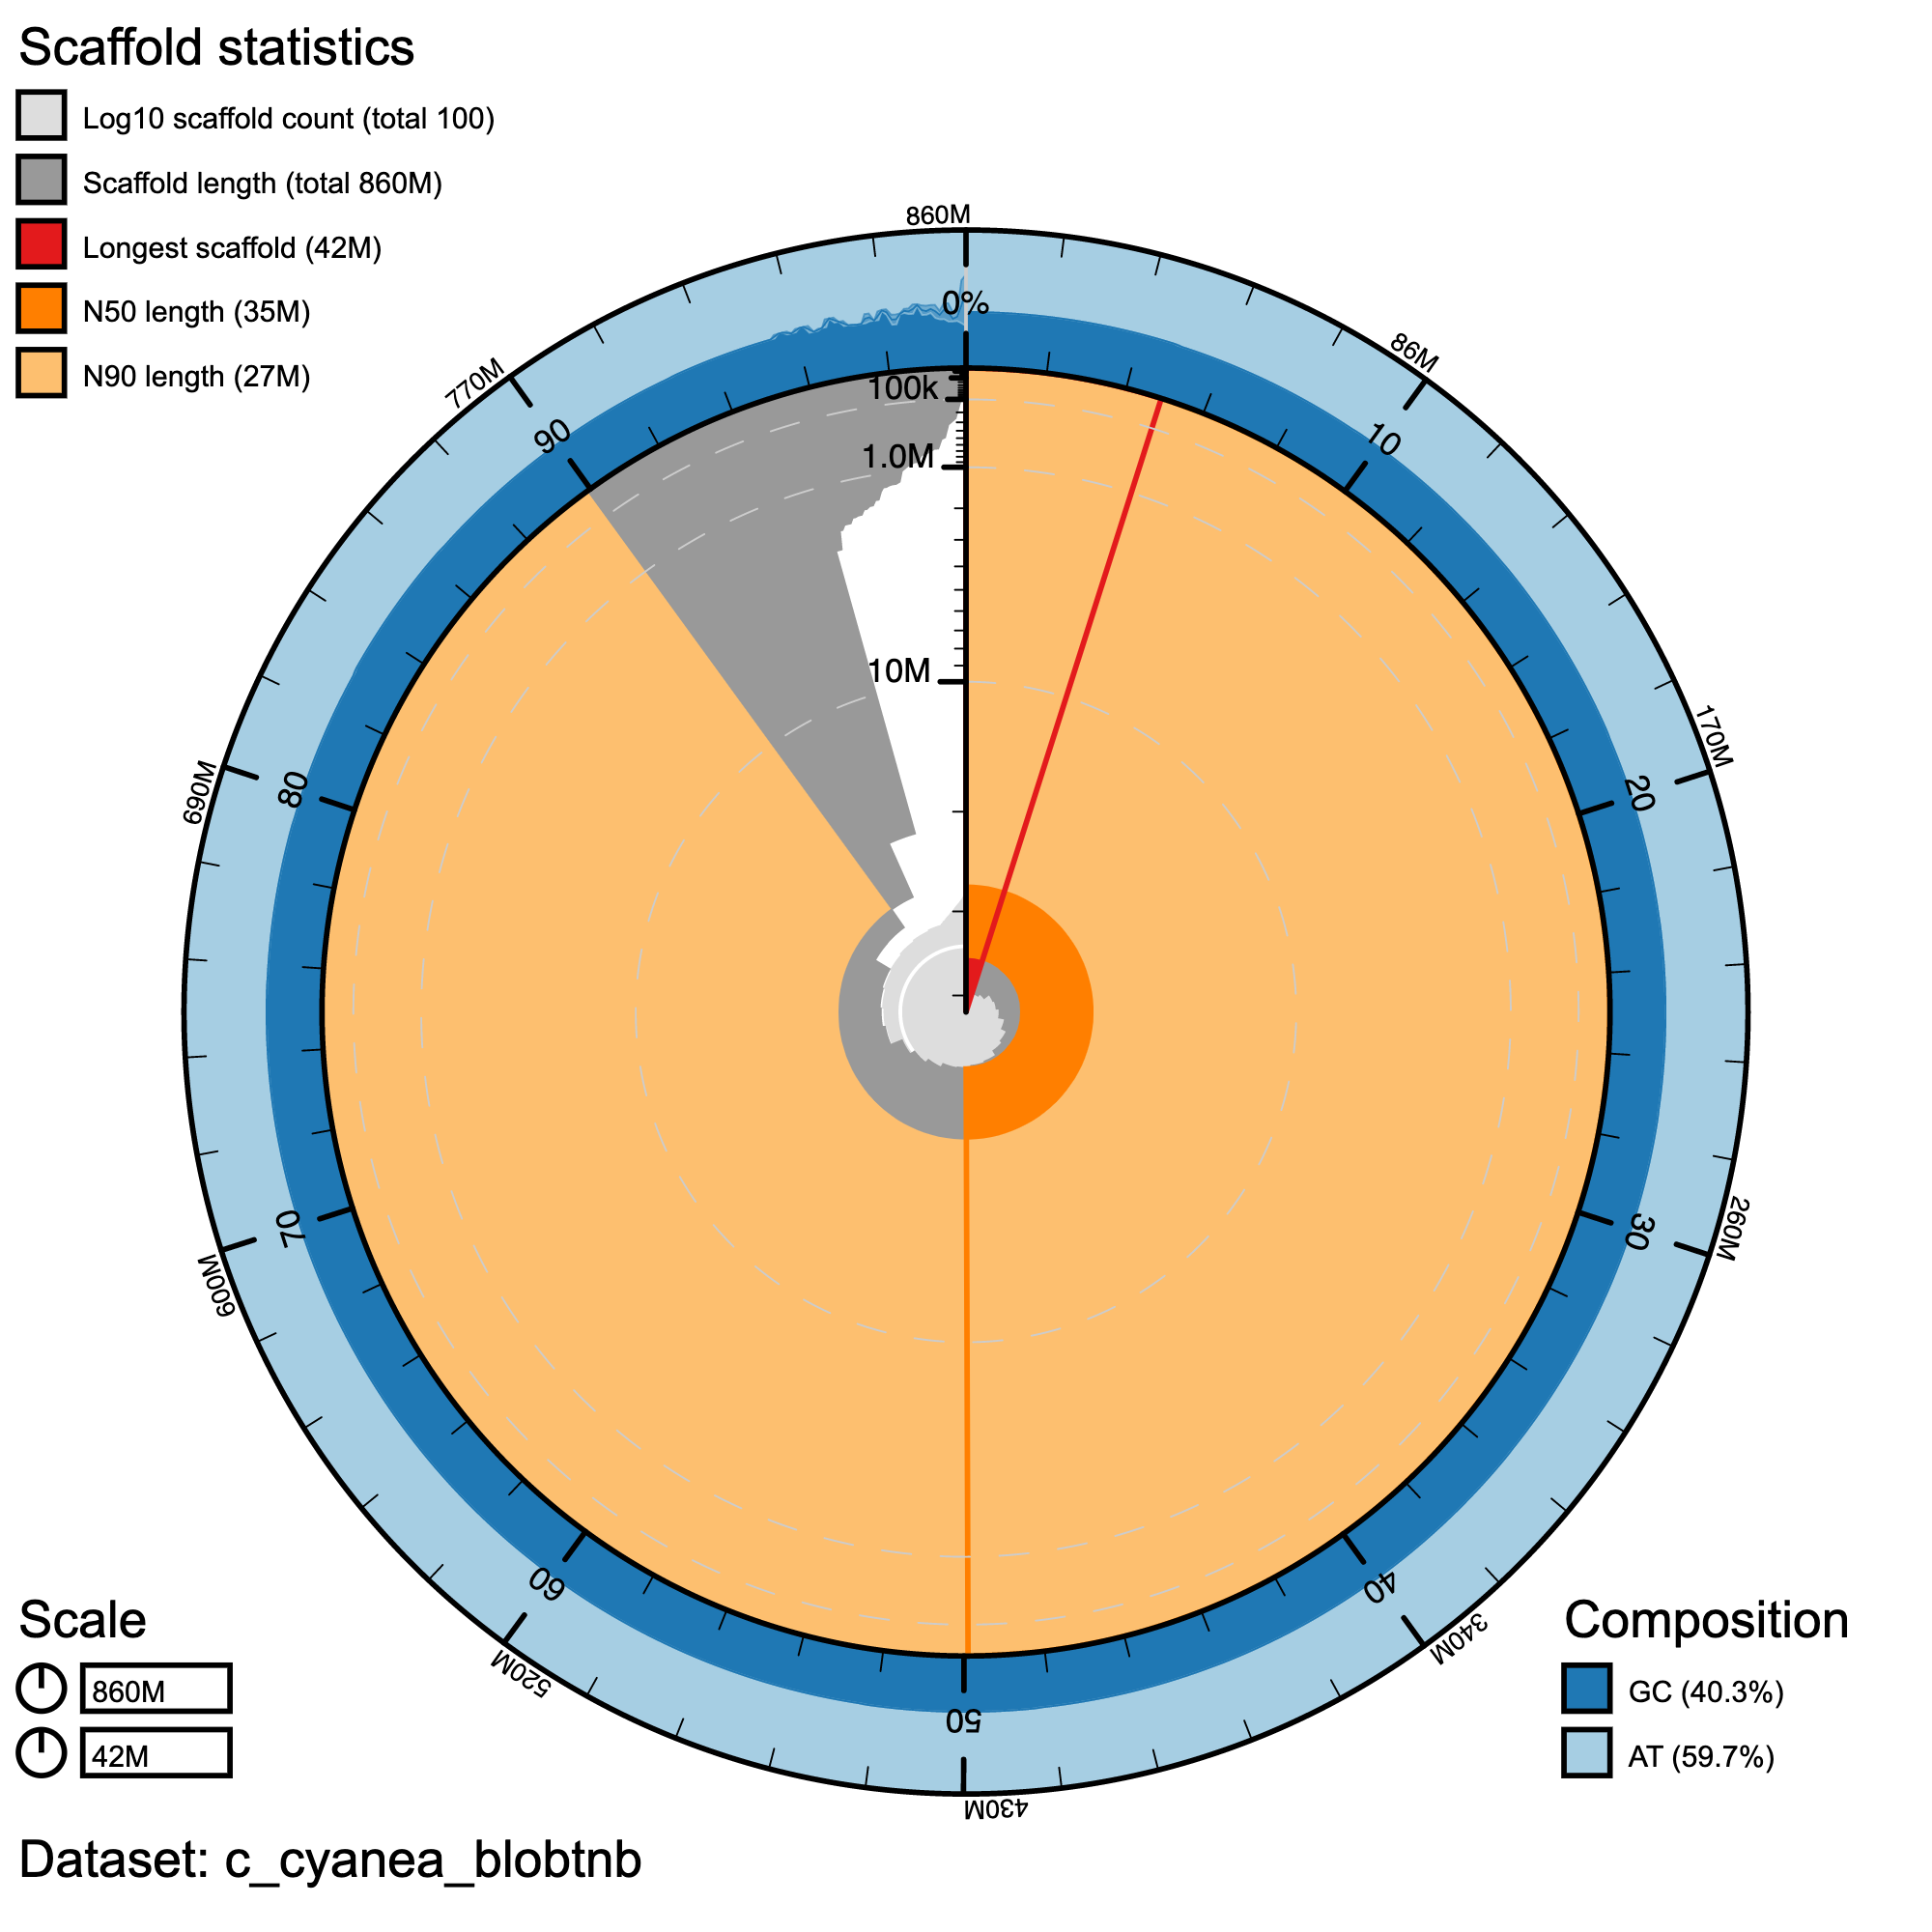 Scaffold statistics
Log10 scaffold count (total 100)
Scaffold length (total 860M)
Longest scaffold (42M)
N50 length (35M)
N90 length (27M)
860M
86M
170M
260M
340M
430M
520M
600M
690M
770M
0%
10
20
30
40
50
60
70
80
90
100k
1.0M
10M
Scale
860M
42M
Composition
GC (40.3%)
AT (59.7%)
Dataset: c_cyanea_blobtnb